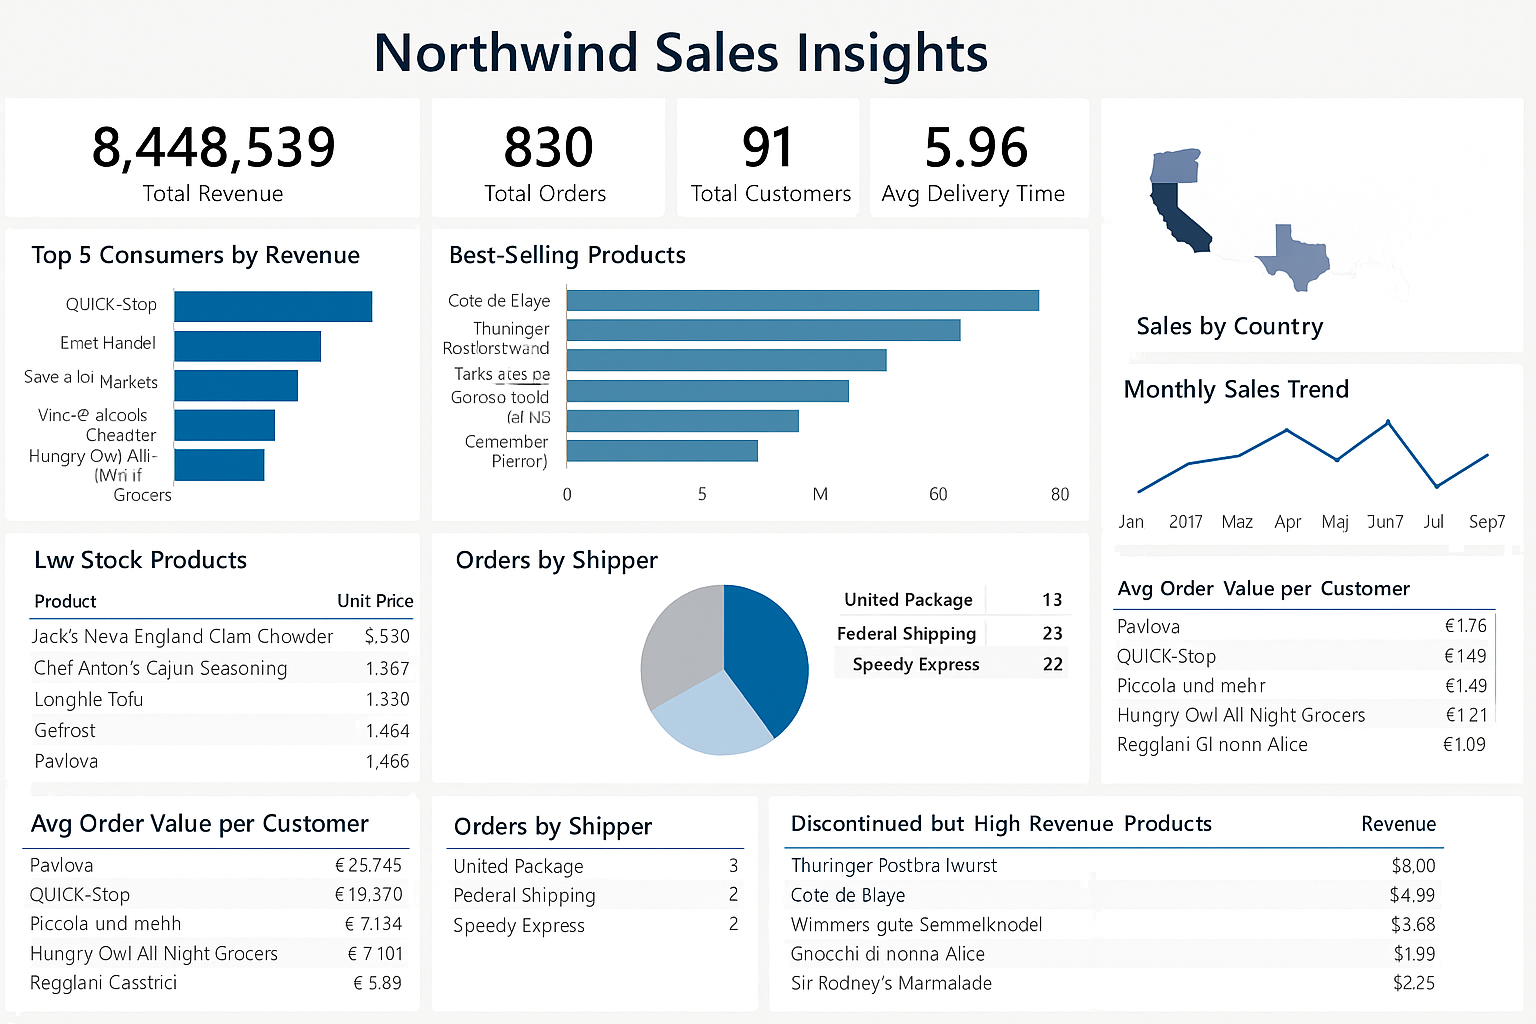 Northwind Sales Insights
8,448,539
Total Revenue
830
Total Orders
91
Total Customers
5.96
Avg Delivery Time
Sales by Country
Top 5 Consumers by Revenue
QUICK-Stop
Emet Handel
Save a loi Markets
Vinc-@ alcools
Cheadter
Hungry Ow) Alli-
(Wri if
Grocers
Best-Selling Products
Cote de Elaye
Thuninger
Rostlorstwand
Tarks ates pa
Goroso toold
(al NS
Cemember
Pierror)
0 5 M 60 80
Monthly Sales Trend
Jan 2017 Maz Apr Maj Jun7 Jul Sep7
Lw Stock Products
Product Unit Price
Jack's Neva England Clam Chowder $,530
Chef Anton's Cajun Seasoning 1.367
Longhle Tofu 1.330
Gefrost 1.464
Pavlova 1,466
Orders by Shipper
United Package 13
Federal Shipping 23
Speedy Express 22
Avg Order Value per Customer
Pavlova €1.76
QUICK-Stop €149
Piccola und mehr €1.49
Hungry Owl All Night Grocers €121
Regglani GI nonn Alice €1.09
Avg Order Value per Customer
Pavlova € 25.745
QUICK-Stop € 19,370
Piccola und mehh € 7.134
Hungry Owl All Night Grocers € 7 101
Regglani Casstrici € 5.89
Orders by Shipper
United Package 3
Pederal Shipping 2
Speedy Express 2
Discontinued but High Revenue Products Revenue
Thuringer Postbra Iwurst $8,00
Cote de Blaye $4.99
Wimmers gute Semmelknodel $3.68
Gnocchi di nonna Alice $1.99
Sir Rodney's Marmalade $2.25